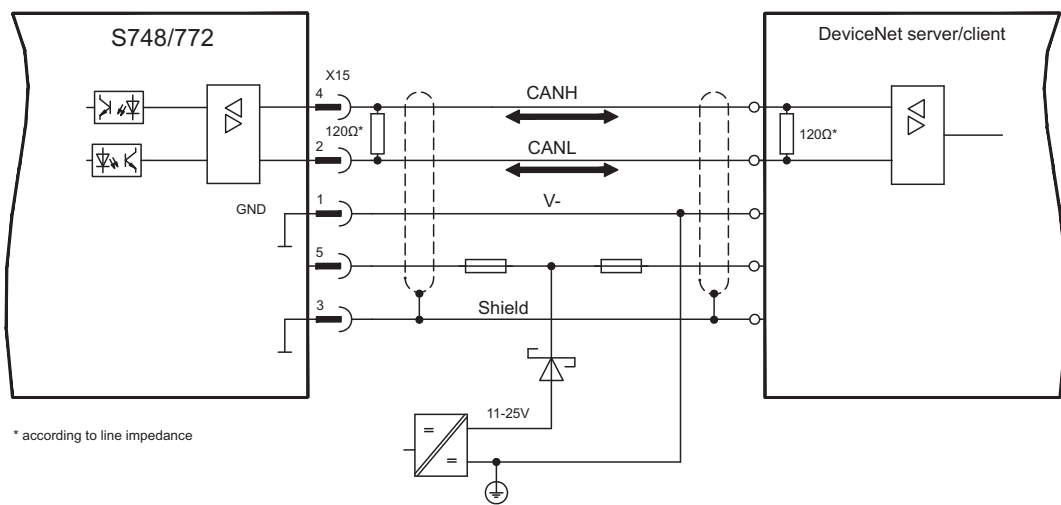 S748/772
DeviceNet server/client
X15
4
CANH
120Ω*
120Ω*
2
CANL
GND
1
V-
5
3
Shield
11-25V
* according to line impedance